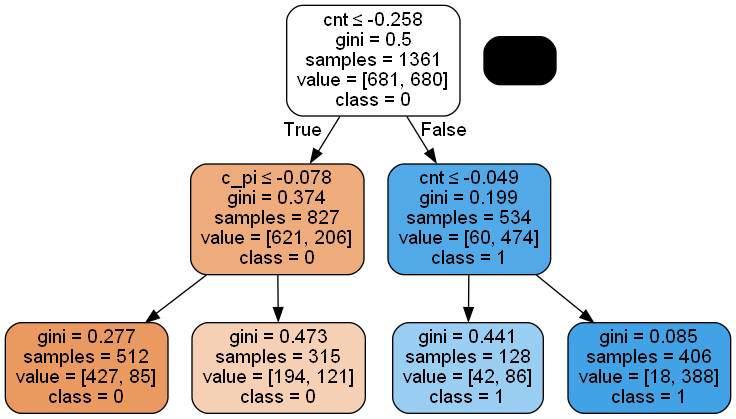 cnt ≤ -0.258
gini = 0.5
samples = 1361
value = [681, 680]
class = 0
True
False
c_pi ≤ -0.078
gini = 0.374
samples = 827
value = [621, 206]
class = 0
cnt ≤ -0.049
gini = 0.199
samples = 534
value = [60, 474]
class = 1
gini = 0.277
samples = 512
value = [427, 85]
class = 0
gini = 0.473
samples = 315
value = [194, 121]
class = 0
gini = 0.441
samples = 128
value = [42, 86]
class = 1
gini = 0.085
samples = 406
value = [18, 388]
class = 1